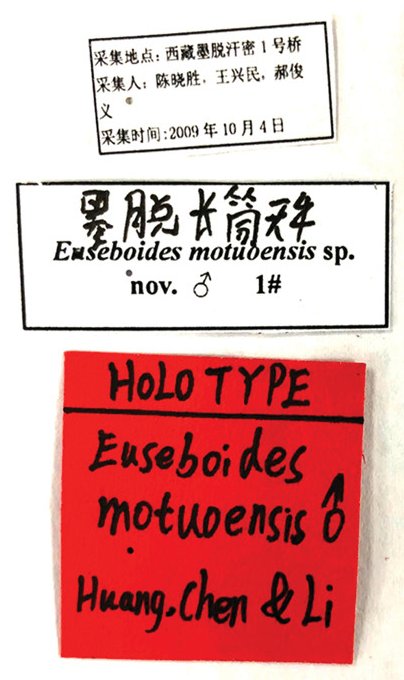 采集地点：西藏墨脱汗密1号桥
采集人：陈晓胜，王兴民，郝俊
义
采集时间：2009年10月4日
墨脱长筒天牛
Euseboides motuoensis sp.
nov. ♂ 1#
HOLOTYPE
Euseboides
motuoensis ♂
Huang, Chen & Li